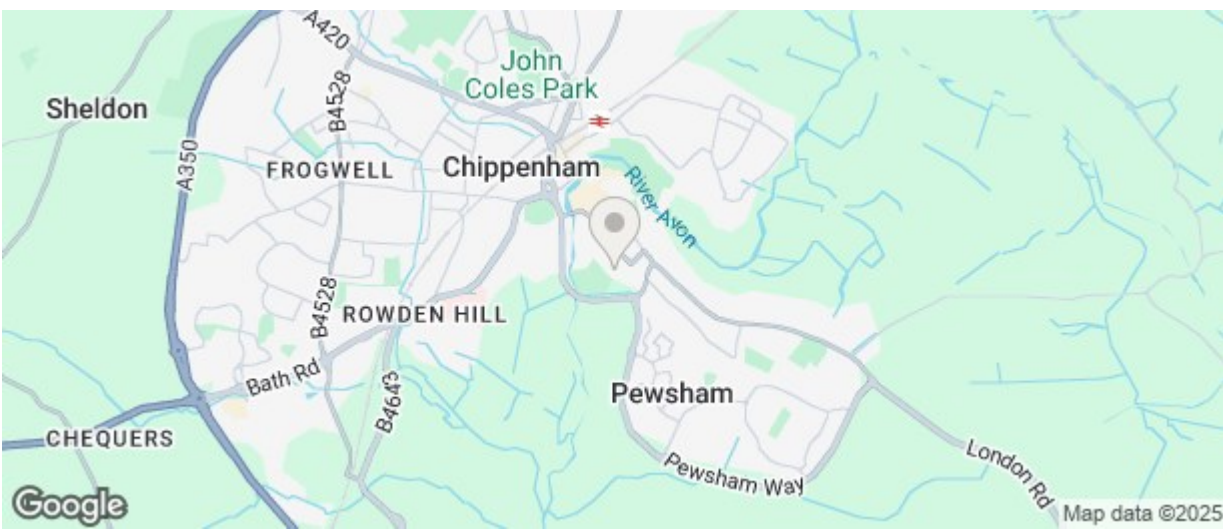 A420
John
Coles Park
Sheldon
B4528
A350
FROGWELL
Chippenham
River Avon
B4528
ROWDEN HILL
Bath Rd
B4643
Pewsham
CHEQUERS
London Rd
Pewsham Way
Google
Map data ©2025